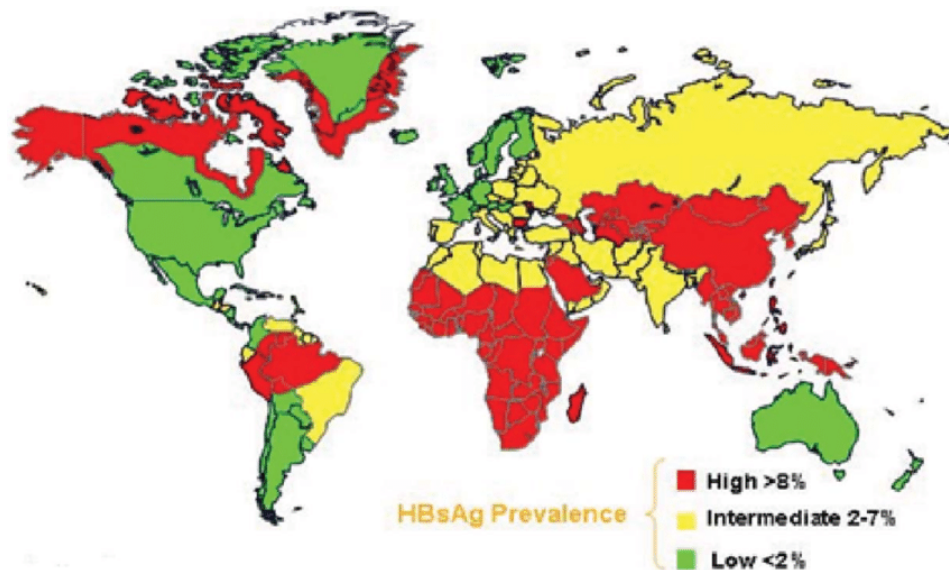 HBsAg Prevalence
High >8%
Intermediate 2-7%
Low <2%